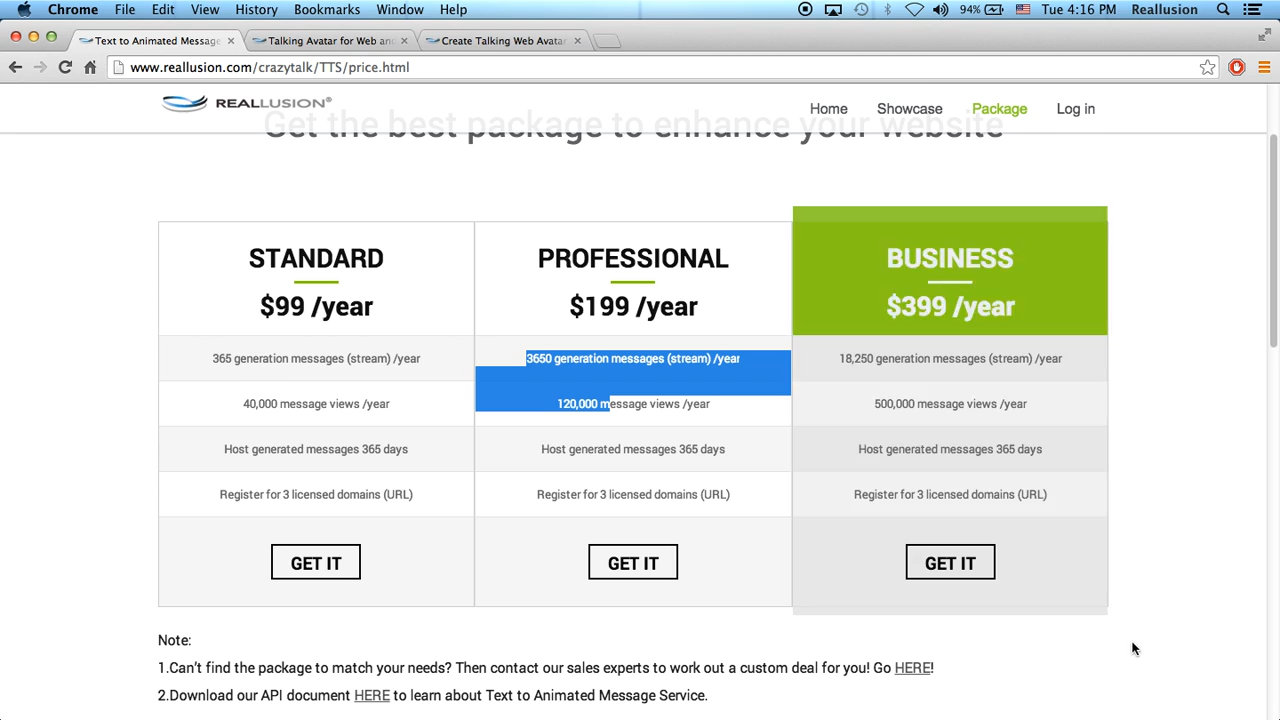 Chrome File Edit View History Bookmarks Window Help 94% Tue 4:16 PM Reallusion
Text to Animated Message Talking Avatar for Web an Create Talking Web Avatar
www.reallusion.com/crazytalk/TTS/price.html
REALLUSION® Home Showcase Package Log in
Get the best package to enhance your website
STANDARD PROFESSIONAL BUSINESS
$99 /year $199 /year $399 /year
365 generation messages (stream) /year 3650 generation messages (stream) /year 18,250 generation messages (stream) /year
40,000 message views /year 120,000 message views /year 500,000 message views /year
Host generated messages 365 days Host generated messages 365 days Host generated messages 365 days
Register for 3 licensed domains (URL) Register for 3 licensed domains (URL) Register for 3 licensed domains (URL)
GET IT GET IT GET IT
Note:
1.Can't find the package to match your needs? Then contact our sales experts to work out a custom deal for you! Go HERE!
2.Download our API document HERE to learn about Text to Animated Message Service.